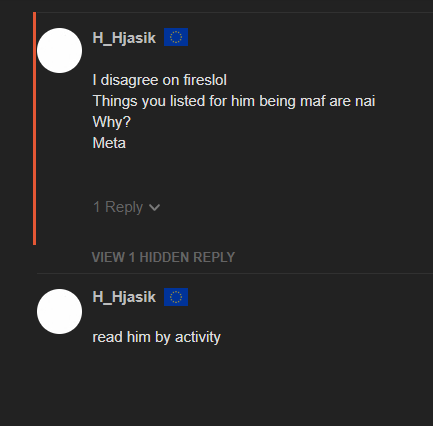 H_Hjasik
I disagree on fireslol
Things you listed for him being maf are nai
Why?
Meta
1 Reply
VIEW 1 HIDDEN REPLY
H_Hjasik
read him by activity